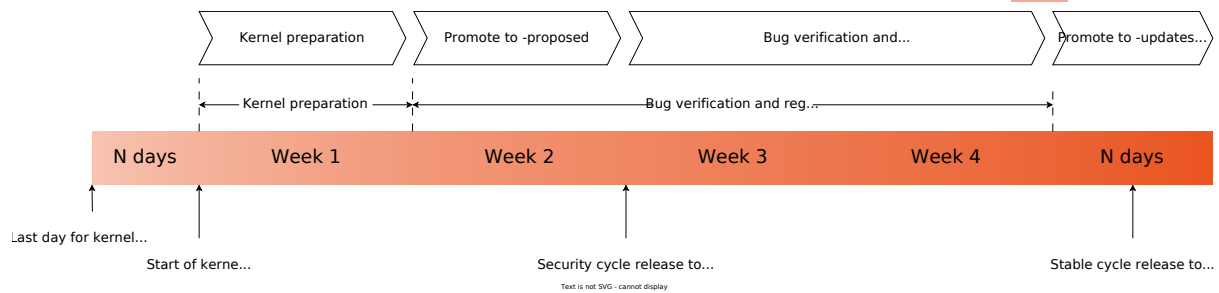 Kernel preparation
Promote to -proposed
Bug verification and...
Promote to -updates...
Kernel preparation
Bug verification and reg...
N days
Week 1
Week 2
Week 3
Week 4
N days
Last day for kernel...
Start of kerne...
Security cycle release to...
Stable cycle release to...
Text is not SVG - cannot display